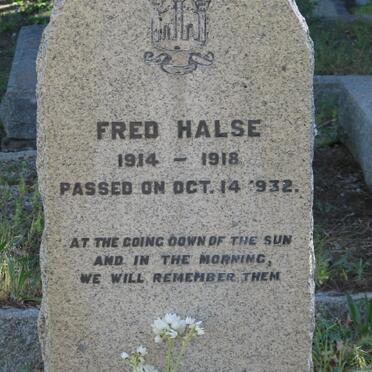 FRED HALSE
1914 – 1918
PASSED ON OCT. 14 1932.
AT THE GOING DOWN OF THE SUN
AND IN THE MORNING,
WE WILL REMEMBER THEM